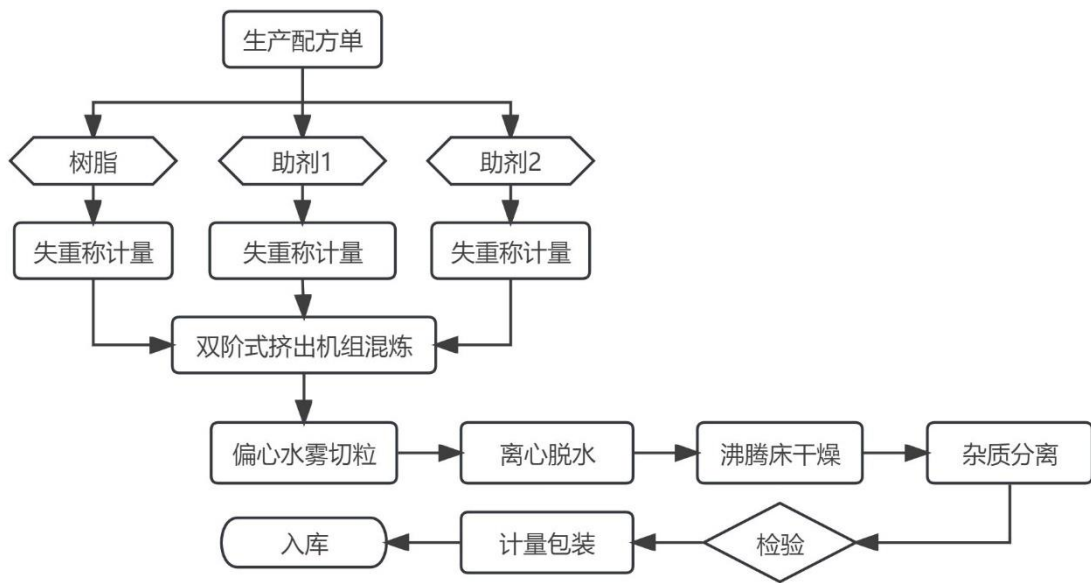 生产配方单
树脂
助剂1
助剂2
失重称计量
失重称计量
失重称计量
双阶式挤出机组混炼
偏心水雾切粒
离心脱水
沸腾床干燥
杂质分离
入库
计量包装
检验